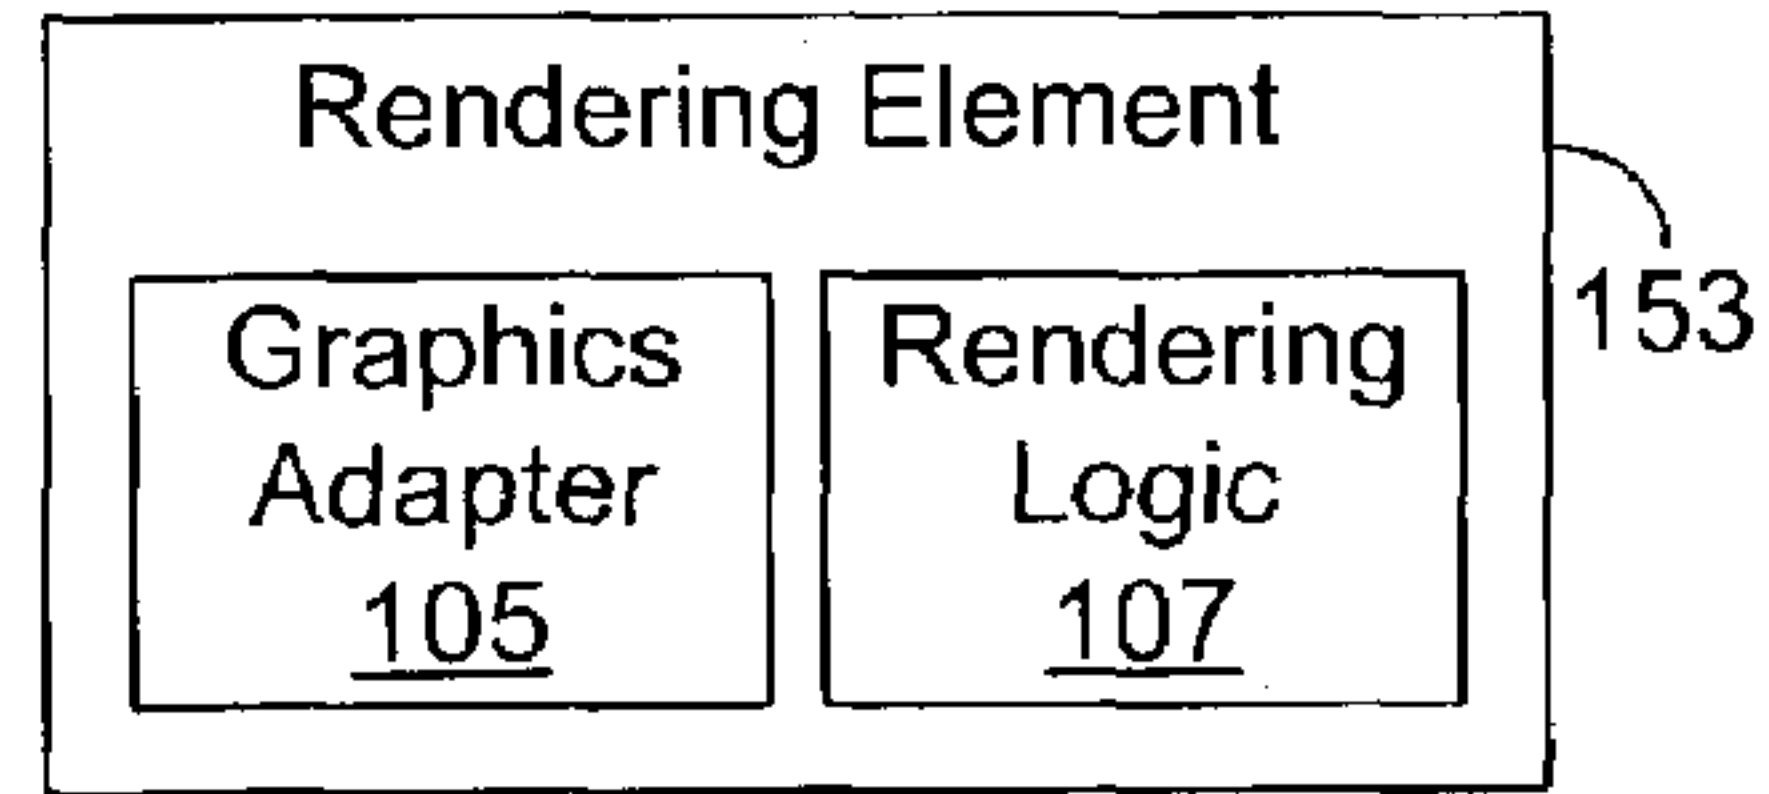 Rendering Element
153
Graphics
Adapter
105
Rendering
Logic
107